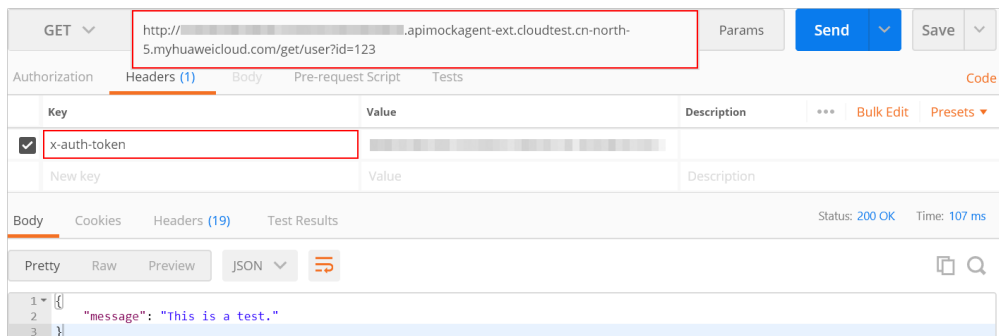 GET
http://
.apimockagent-ext.cloudtest.cn-north-
5.myhuaweicloud.com/get/user?id=123
Params
Send
Save
Authorization
Headers (1)
Body
Pre-request Script
Tests
Code
Key
Value
Description
•••
Bulk Edit
Presets
x-auth-token
New key
Value
Description
Body
Cookies
Headers (19)
Test Results
Status: 200 OK
Time: 107 ms
Pretty
Raw
Preview
JSON
1 {
2 "message": "This is a test."
3 }